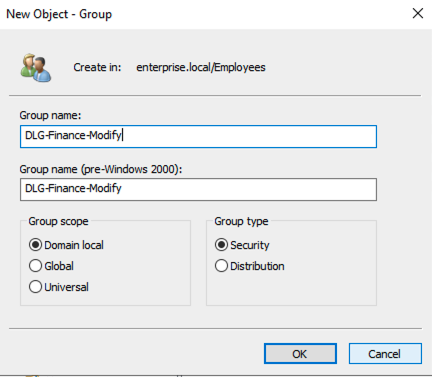 New Object - Group
Create in: enterprise.local/Employees
Group name:
DLG-Finance-Modify
Group name (pre-Windows 2000):
DLG-Finance-Modify
Group scope
Domain local
Global
Universal
Group type
Security
Distribution
OK
Cancel